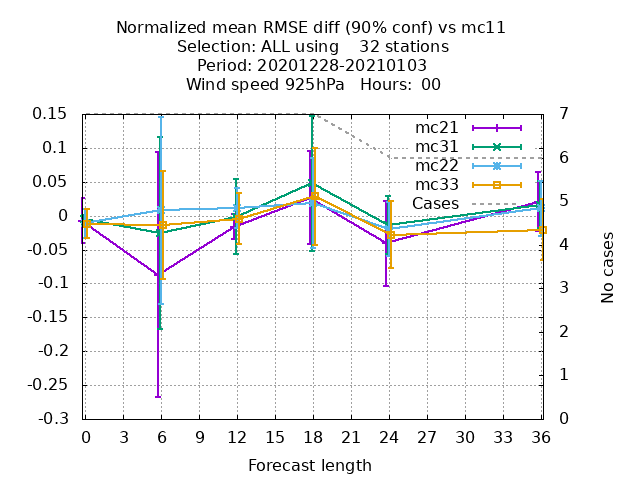 Normalized mean RMSE diff (90% conf) vs mc11
Selection: ALL using    32 stations
Period: 20201228-20210103
Wind speed 925hPa   Hours:  00
0.15
0.1
0.05
0
-0.05
-0.1
-0.15
-0.2
-0.25
-0.3
mc21
mc31
mc22
mc33
Cases
7
6
5
4
3
2
1
0
No cases
0 3 6 9 12 15 18 21 24 27 30 33 36
Forecast length